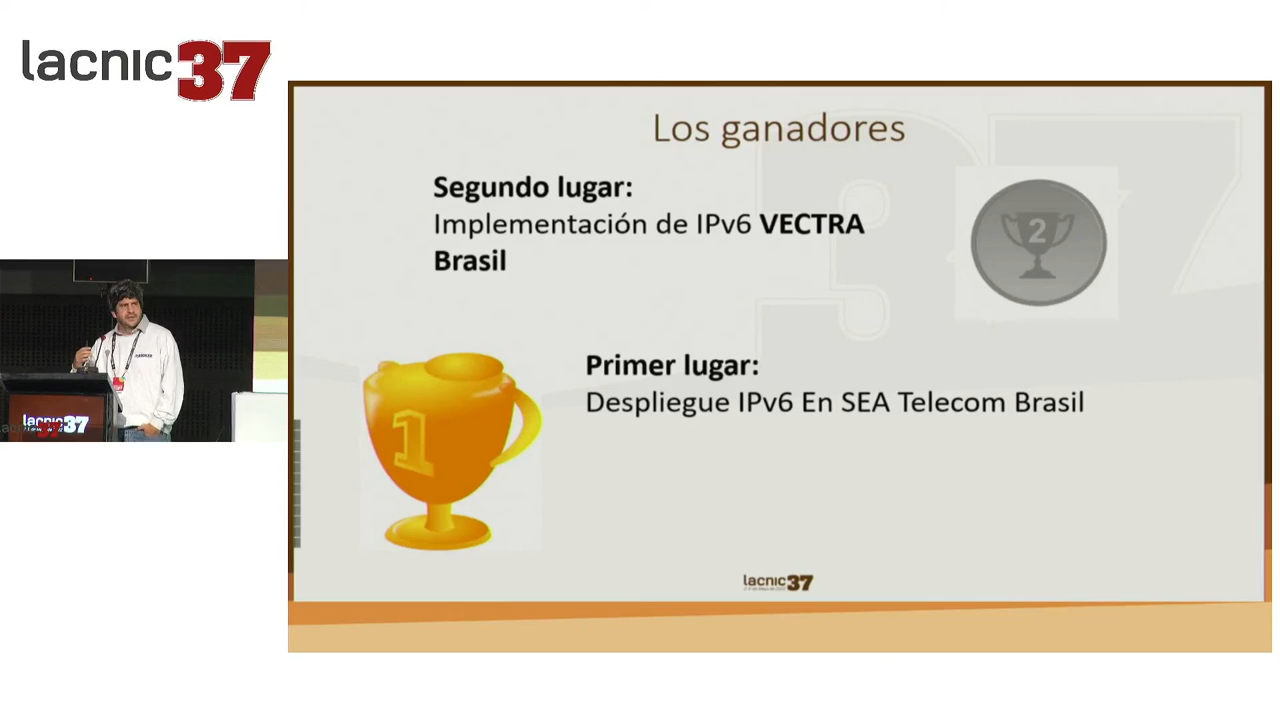 lacnic37
Los ganadores
Segundo lugar:
Implementación de IPv6 VECTRA
Brasil
2
Primer lugar:
Despliegue IPv6 En SEA Telecom Brasil
1
lacnic37
lacnic37